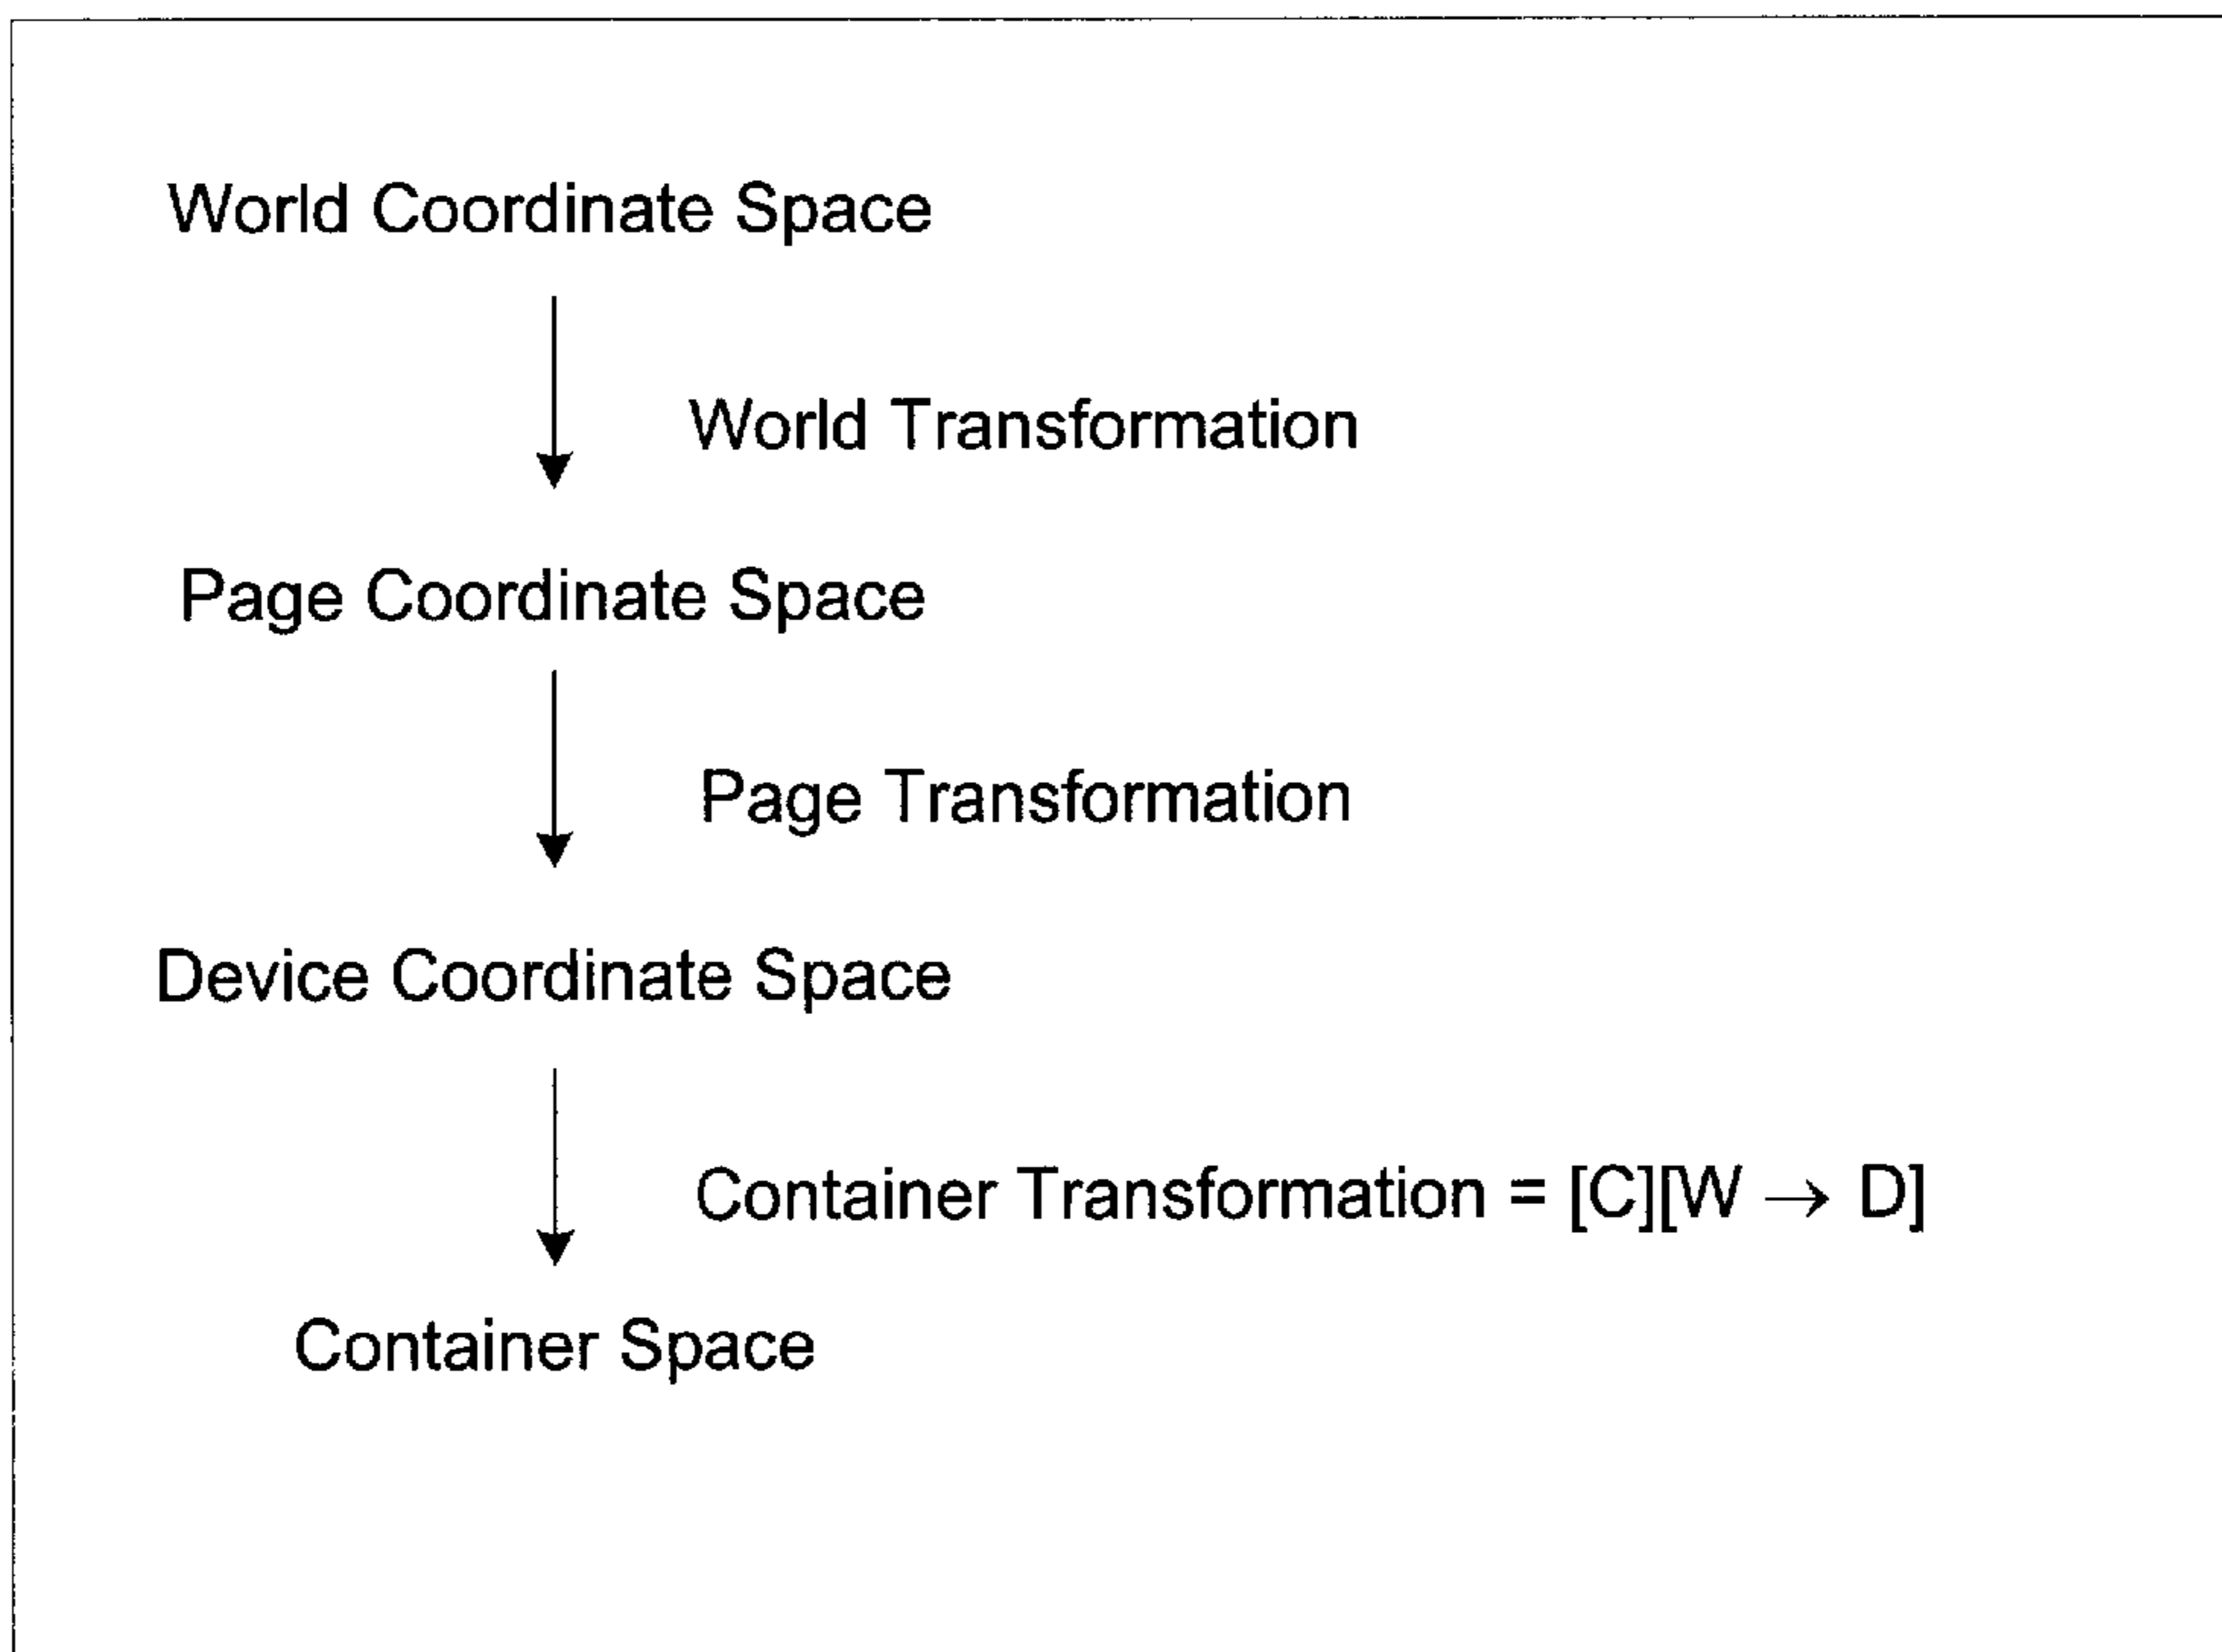 World Coordinate Space
World Transformation
Page Coordinate Space
Page Transformation
Device Coordinate Space
Container Transformation = [C][W → D]
Container Space